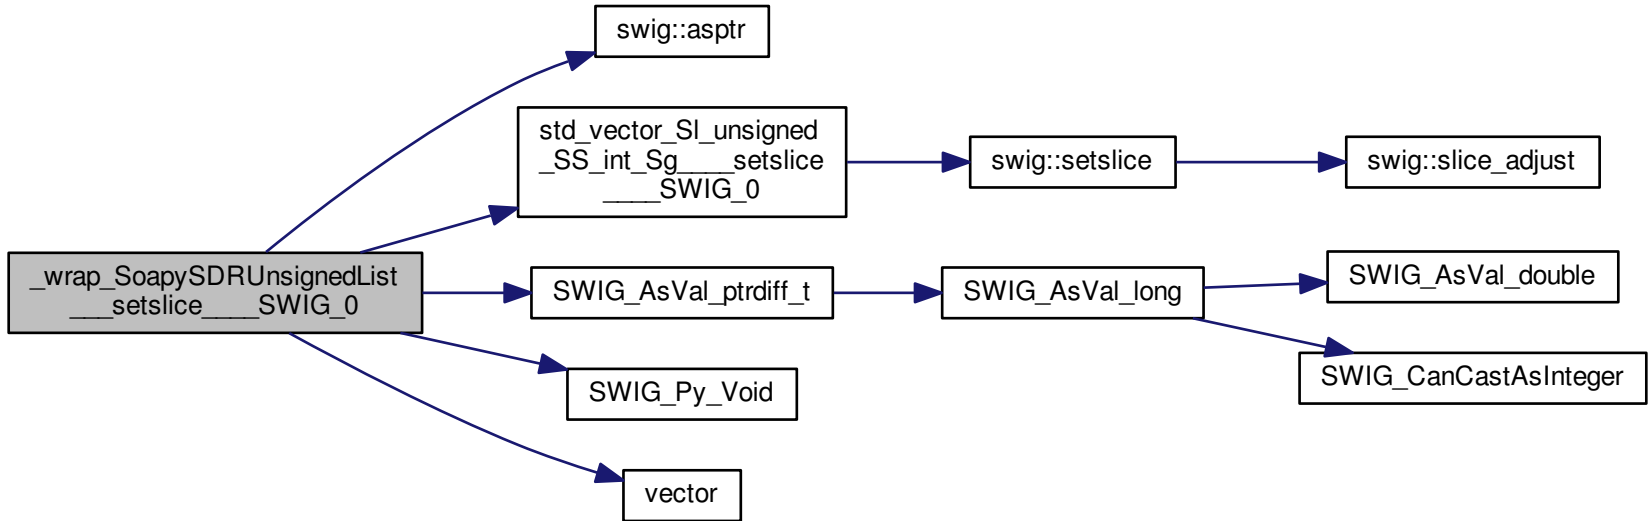 swig::asptr
std_vector_Sl_unsigned
_SS_int_Sg____setslice
____SWIG_0
swig::setslice
swig::slice_adjust
_wrap_SoapySDRUnsignedList
___setslice____SWIG_0
SWIG_AsVal_ptrdiff_t
SWIG_AsVal_long
SWIG_AsVal_double
SWIG_CanCastAsInteger
SWIG_Py_Void
vector